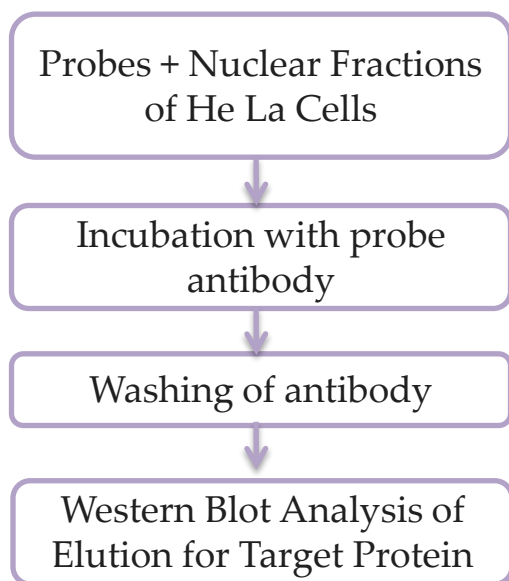 Probes + Nuclear Fractions
of He La Cells
Incubation with probe
antibody
Washing of antibody
Western Blot Analysis of
Elution for Target Protein